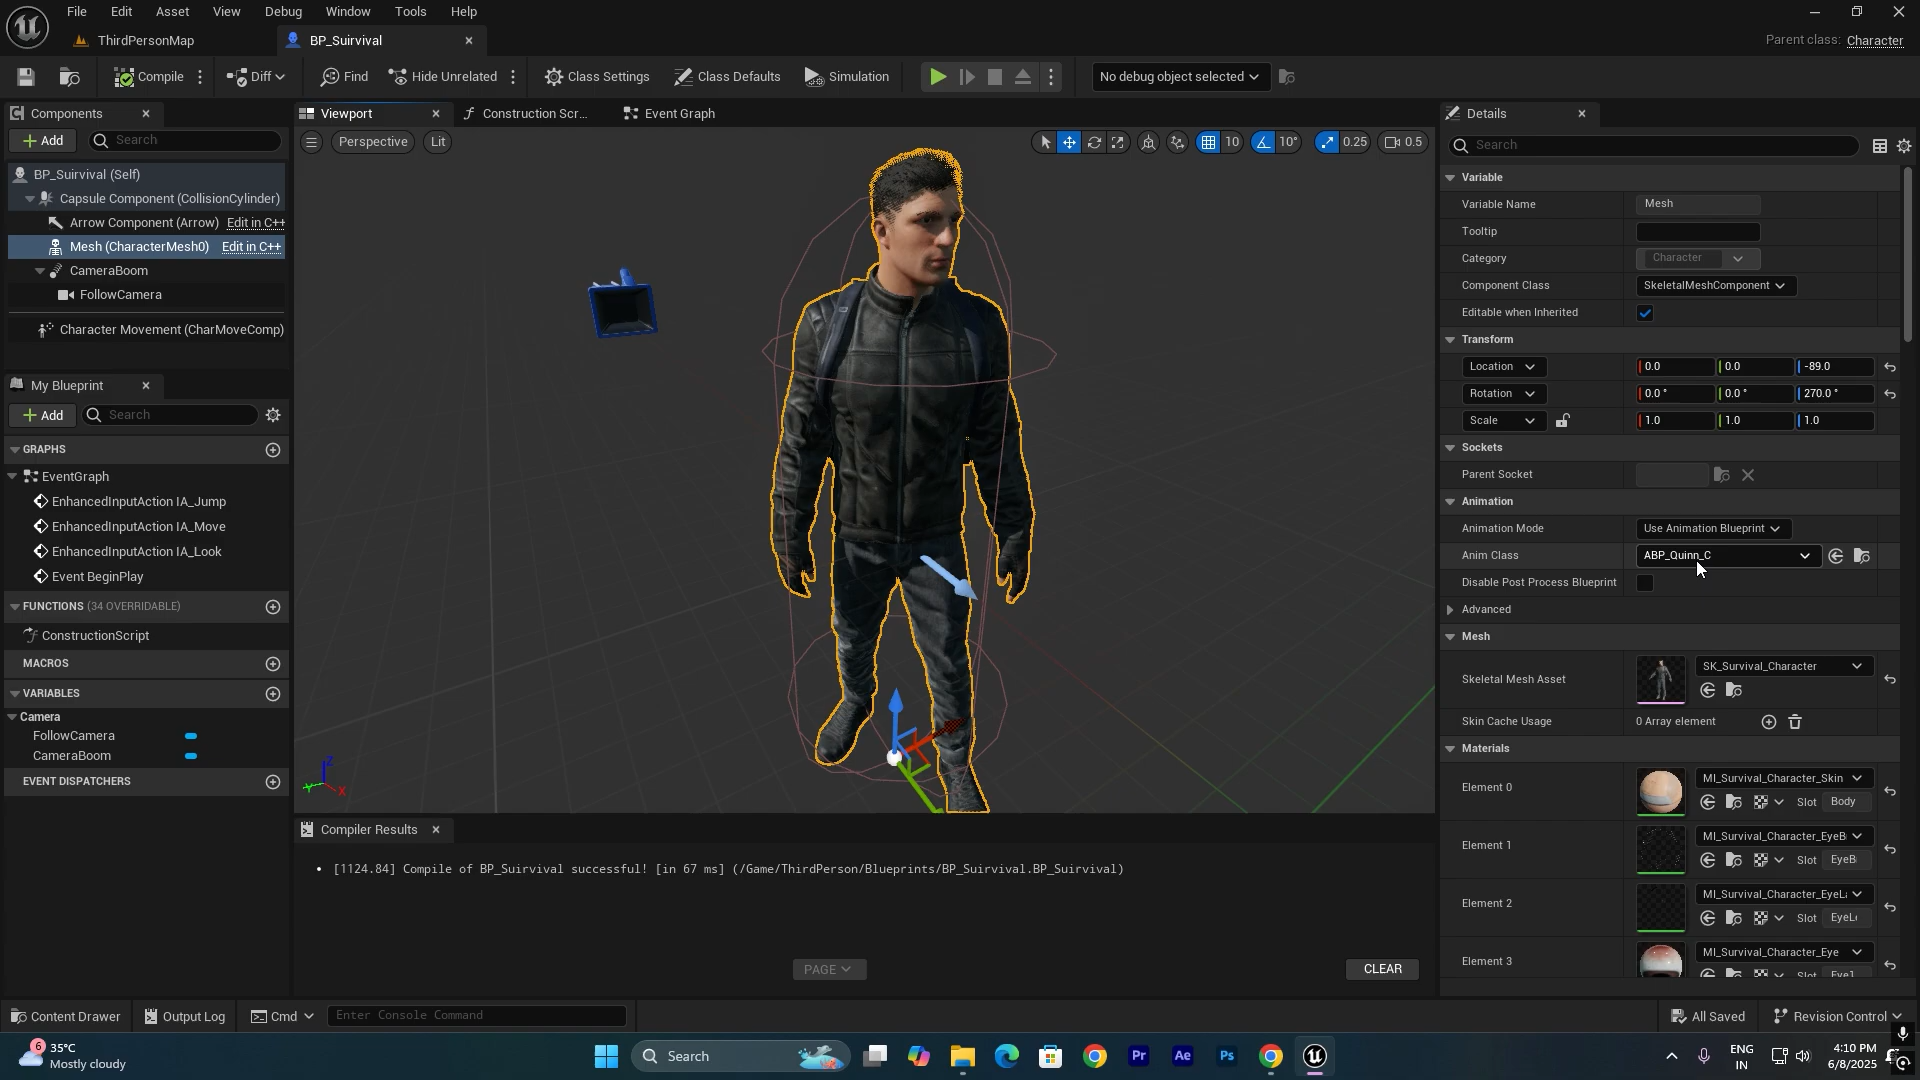 File Edit Asset View Debug Window Tools Help
ThirdPersonMap BP_Suirvival
Parent class: Character
Compile Diff Find Hide Unrelated Class Settings Class Defaults Simulation No debug object selected
Components
Add Search
BP_Suirvival (Self)
Capsule Component (CollisionCylinder)
Arrow Component (Arrow) Edit in C++
Mesh (CharacterMesh0) Edit in C++
CameraBoom
FollowCamera
Character Movement (CharMoveComp)
My Blueprint
Add Search
GRAPHS
EventGraph
EnhancedInputAction IA_Jump
EnhancedInputAction IA_Move
EnhancedInputAction IA_Look
Event BeginPlay
FUNCTIONS (34 OVERRIDABLE)
ConstructionScript
MACROS
VARIABLES
Camera
FollowCamera
CameraBoom
EVENT DISPATCHERS
Viewport Construction Scr... Event Graph
Perspective Lit 10 10° 0.25 0.5
Z
Y X
Compiler Results
[1124.84] Compile of BP_Suirvival successful! [in 67 ms] (/Game/ThirdPerson/Blueprints/BP_Suirvival.BP_Suirvival)
PAGE CLEAR
Details
Search
Variable
Variable Name Mesh
Tooltip
Category Character
Component Class SkeletalMeshComponent
Editable when Inherited
Transform
Location 0.0 0.0 -89.0
Rotation 0.0 ° 0.0 ° 270.0 °
Scale 1.0 1.0 1.0
Sockets
Parent Socket
Animation
Animation Mode Use Animation Blueprint
Anim Class ABP_Quinn_C
Disable Post Process Blueprint
Advanced
Mesh
Skeletal Mesh Asset SK_Survival_Character
Skin Cache Usage 0 Array element
Materials
Element 0 MI_Survival_Character_Skin
Slot Body
Element 1 MI_Survival_Character_EyeB
Slot EyeB
Element 2 MI_Survival_Character_EyeL
Slot EyeL
Element 3 MI_Survival_Character_Eye
Slot Eye1
Content Drawer Output Log Cmd Enter Console Command All Saved Revision Control
6 35°C
Mostly cloudy
Search
Pr Ae Ps
ENG
IN
4:10 PM
6/8/2025